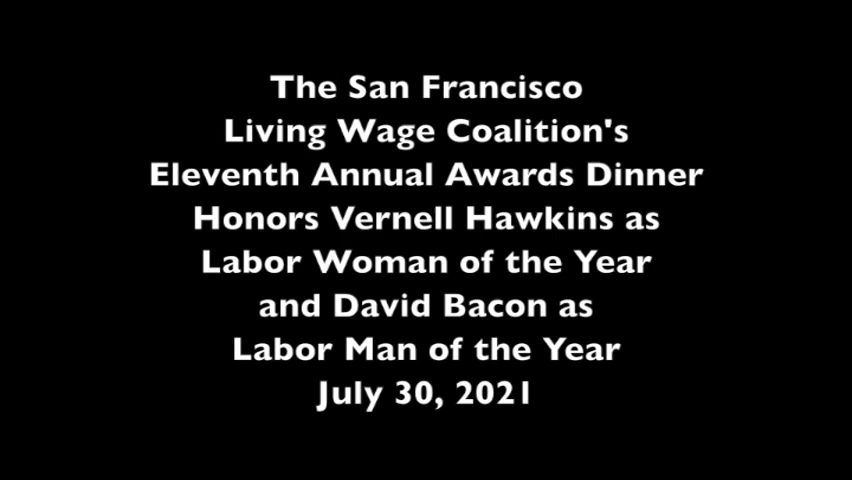 The San Francisco
Living Wage Coalition's
Eleventh Annual Awards Dinner
Honors Vernell Hawkins as
Labor Woman of the Year
and David Bacon as
Labor Man of the Year
July 30, 2021